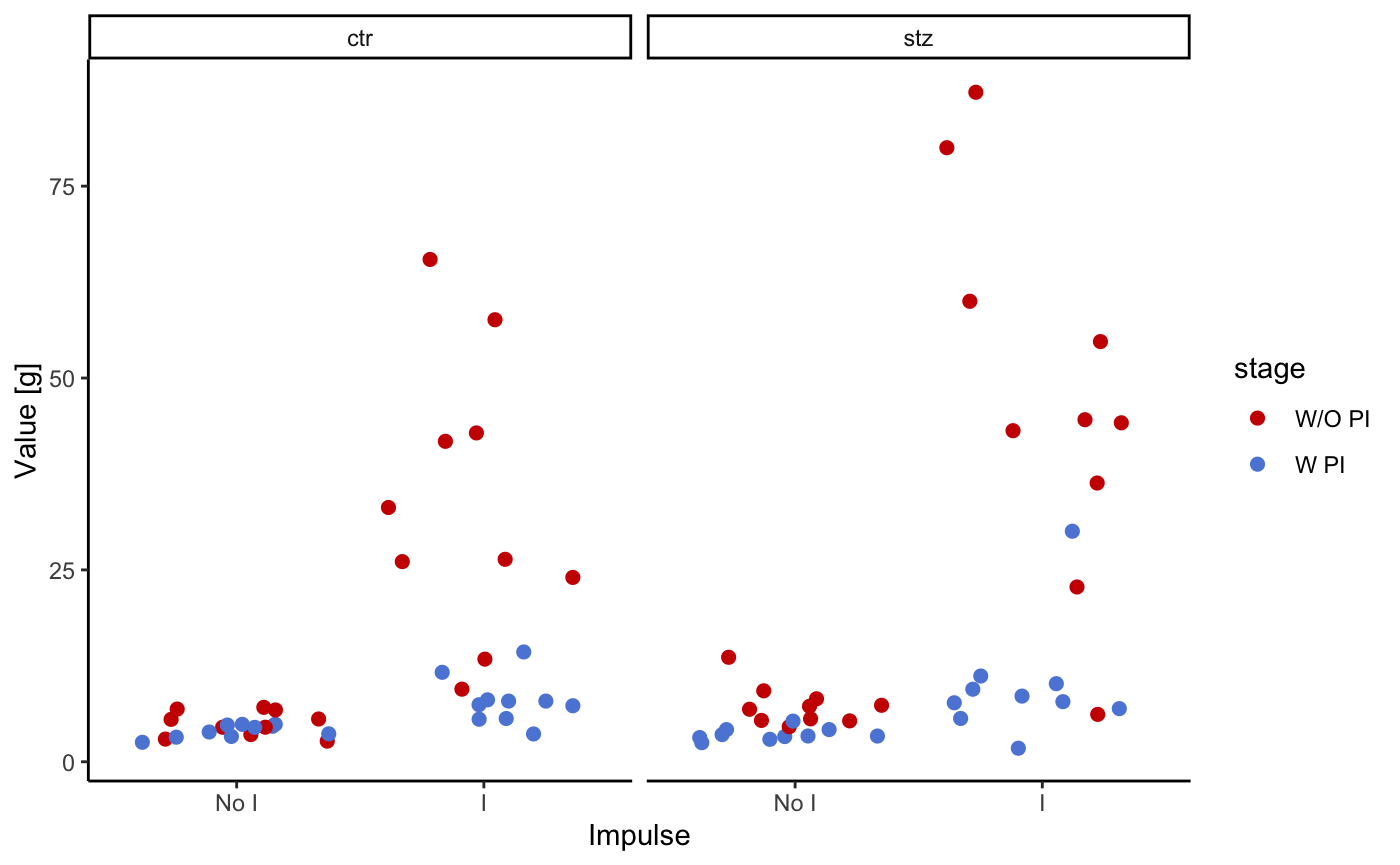 ctr
stz
Value [g]
75
50
25
0
No I
I
No I
I
Impulse
stage
W/O PI
W PI